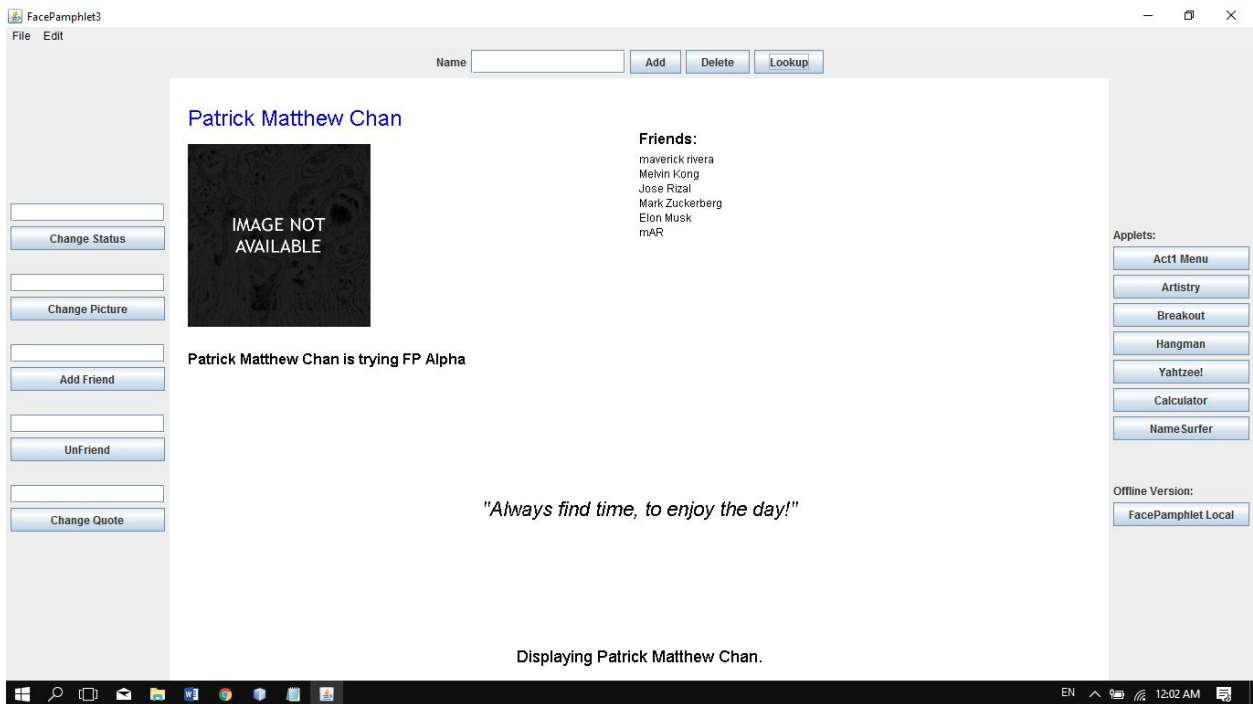 FacePamphlet3
File Edit
Name Add Delete Lookup
Patrick Matthew Chan
IMAGE NOT
AVAILABLE
Friends:
maverick rivera
Melvin Kong
Jose Rizal
Mark Zuckerberg
Elon Musk
mAR
Patrick Matthew Chan is trying FP Alpha
"Always find time, to enjoy the day!"
Displaying Patrick Matthew Chan.
Change Status
Change Picture
Add Friend
UnFriend
Change Quote
Applets:
Act1 Menu
Artistry
Breakout
Hangman
Yahtzee!
Calculator
NameSurfer
Offline Version:
FacePamphlet Local
EN 12:02 AM